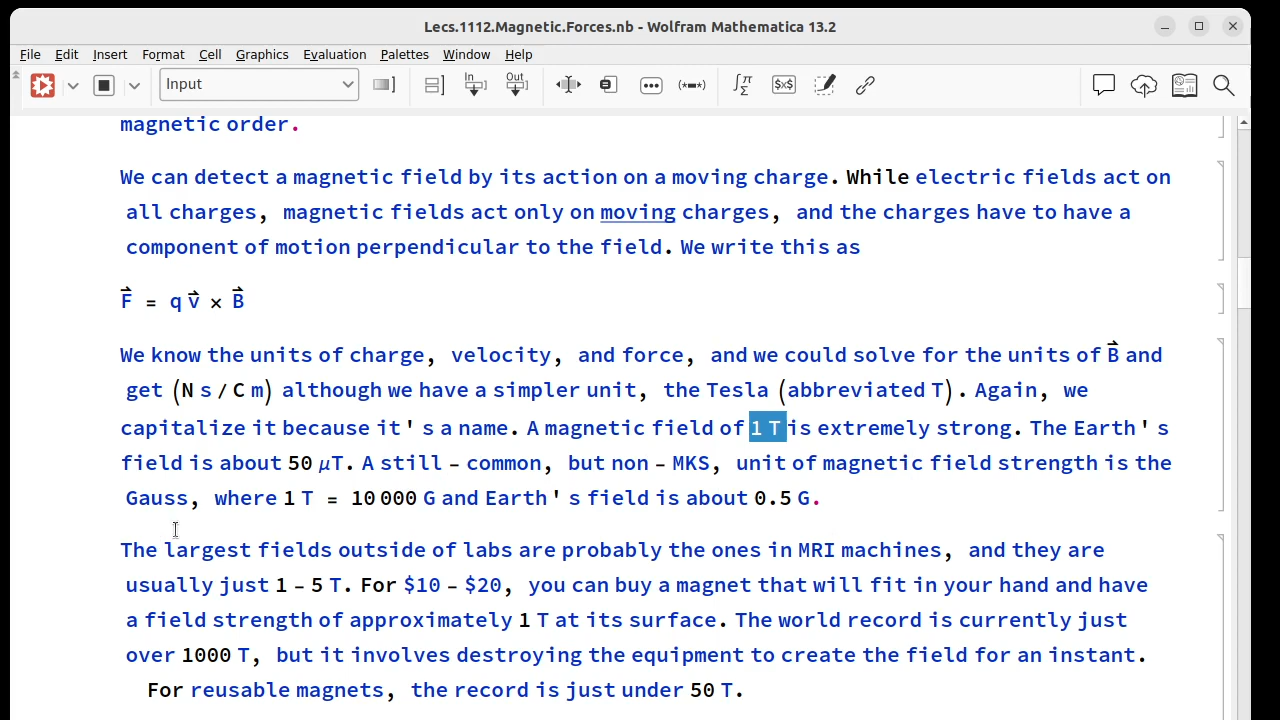 Lecs.1112.Magnetic.Forces.nb - Wolfram Mathematica 13.2
File Edit Insert Format Cell Graphics Evaluation Palettes Window Help
Input In Out $x$
magnetic order.
We can detect a magnetic field by its action on a moving charge. While electric fields act on
all charges, magnetic fields act only on moving charges, and the charges have to have a
component of motion perpendicular to the field. We write this as
F⃗ = q v⃗ × B⃗
We know the units of charge, velocity, and force, and we could solve for the units of B⃗ and
get (N s / C m) although we have a simpler unit, the Tesla (abbreviated T). Again, we
capitalize it because it's a name. A magnetic field of 1 T is extremely strong. The Earth's
field is about 50 μT. A still - common, but non - MKS, unit of magnetic field strength is the
Gauss, where 1 T = 10 000 G and Earth's field is about 0.5 G.
The largest fields outside of labs are probably the ones in MRI machines, and they are
usually just 1 - 5 T. For $10 - $20, you can buy a magnet that will fit in your hand and have
a field strength of approximately 1 T at its surface. The world record is currently just
over 1000 T, but it involves destroying the equipment to create the field for an instant.
For reusable magnets, the record is just under 50 T.